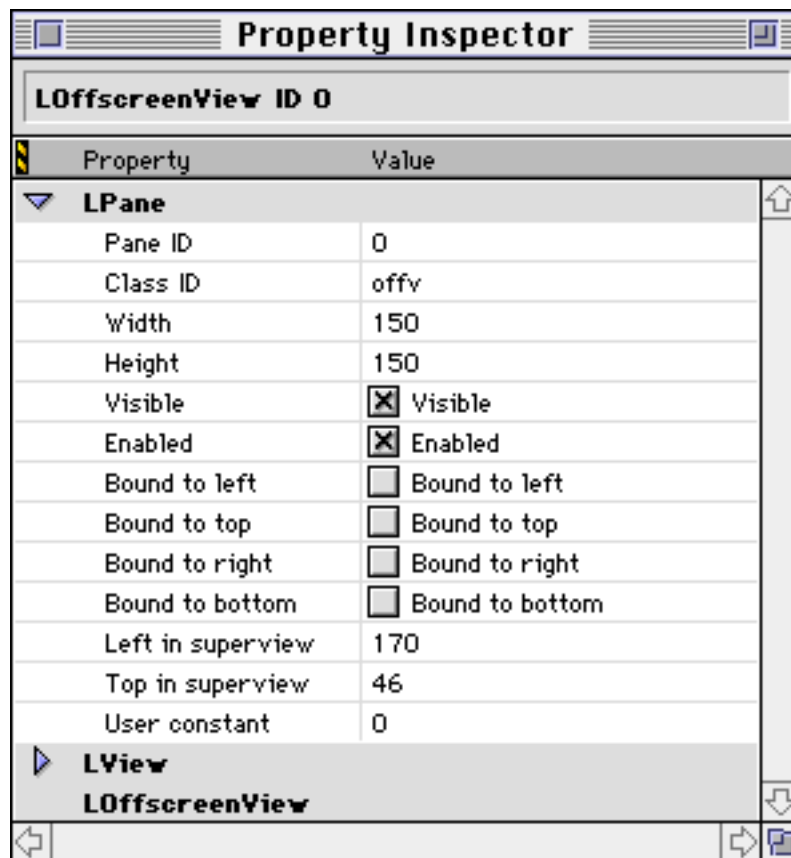 Property Inspector
LOffscreenView ID 0
Property Value
LPane
Pane ID 0
Class ID offv
Width 150
Height 150
Visible Visible
Enabled Enabled
Bound to left Bound to left
Bound to top Bound to top
Bound to right Bound to right
Bound to bottom Bound to bottom
Left in superview 170
Top in superview 46
User constant 0
LView
LOffscreenView